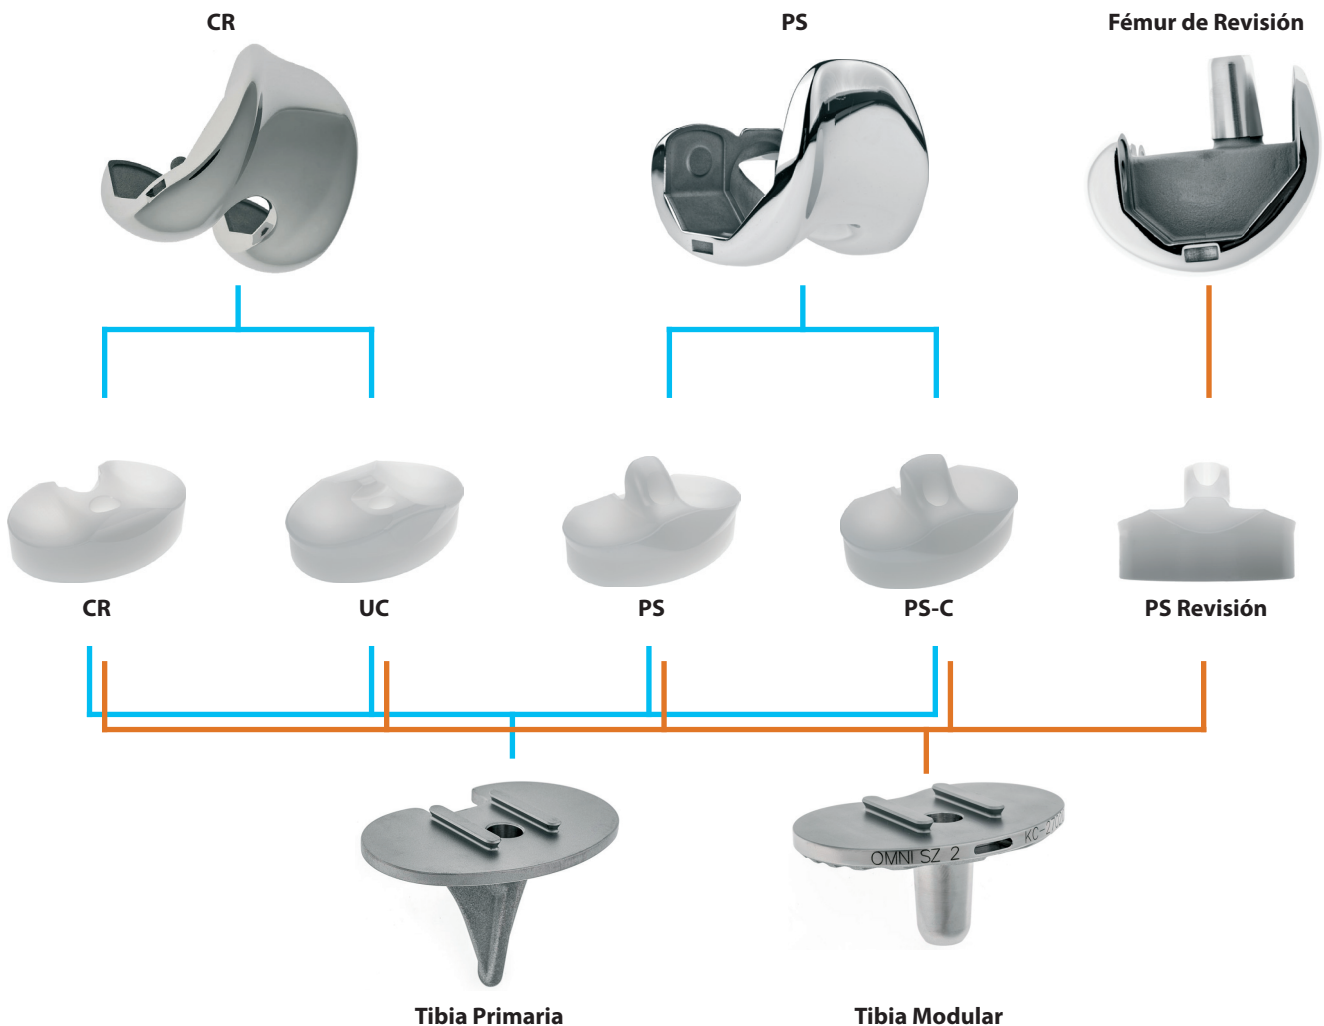 CR
PS
Fémur de Revisión
CR
UC
PS
PS-C
PS Revisión
OMNI SZ 2
Tibia Primaria
Tibia Modular